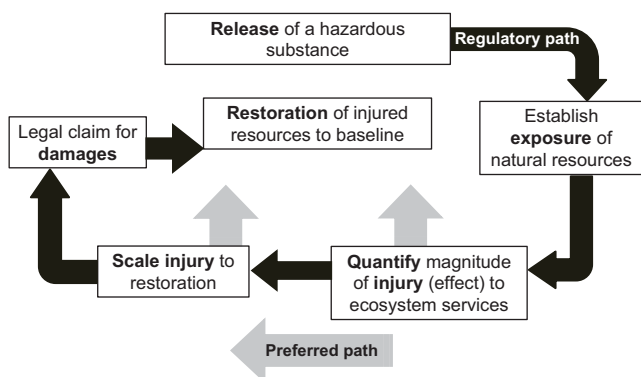 Release of a hazardous
substance
Regulatory path
Establish
exposure of
natural resources
Restoration of injured
resources to baseline
Legal claim for
damages
Scale injury to
restoration
Quantify magnitude
of injury (effect) to
ecosystem services
Preferred path